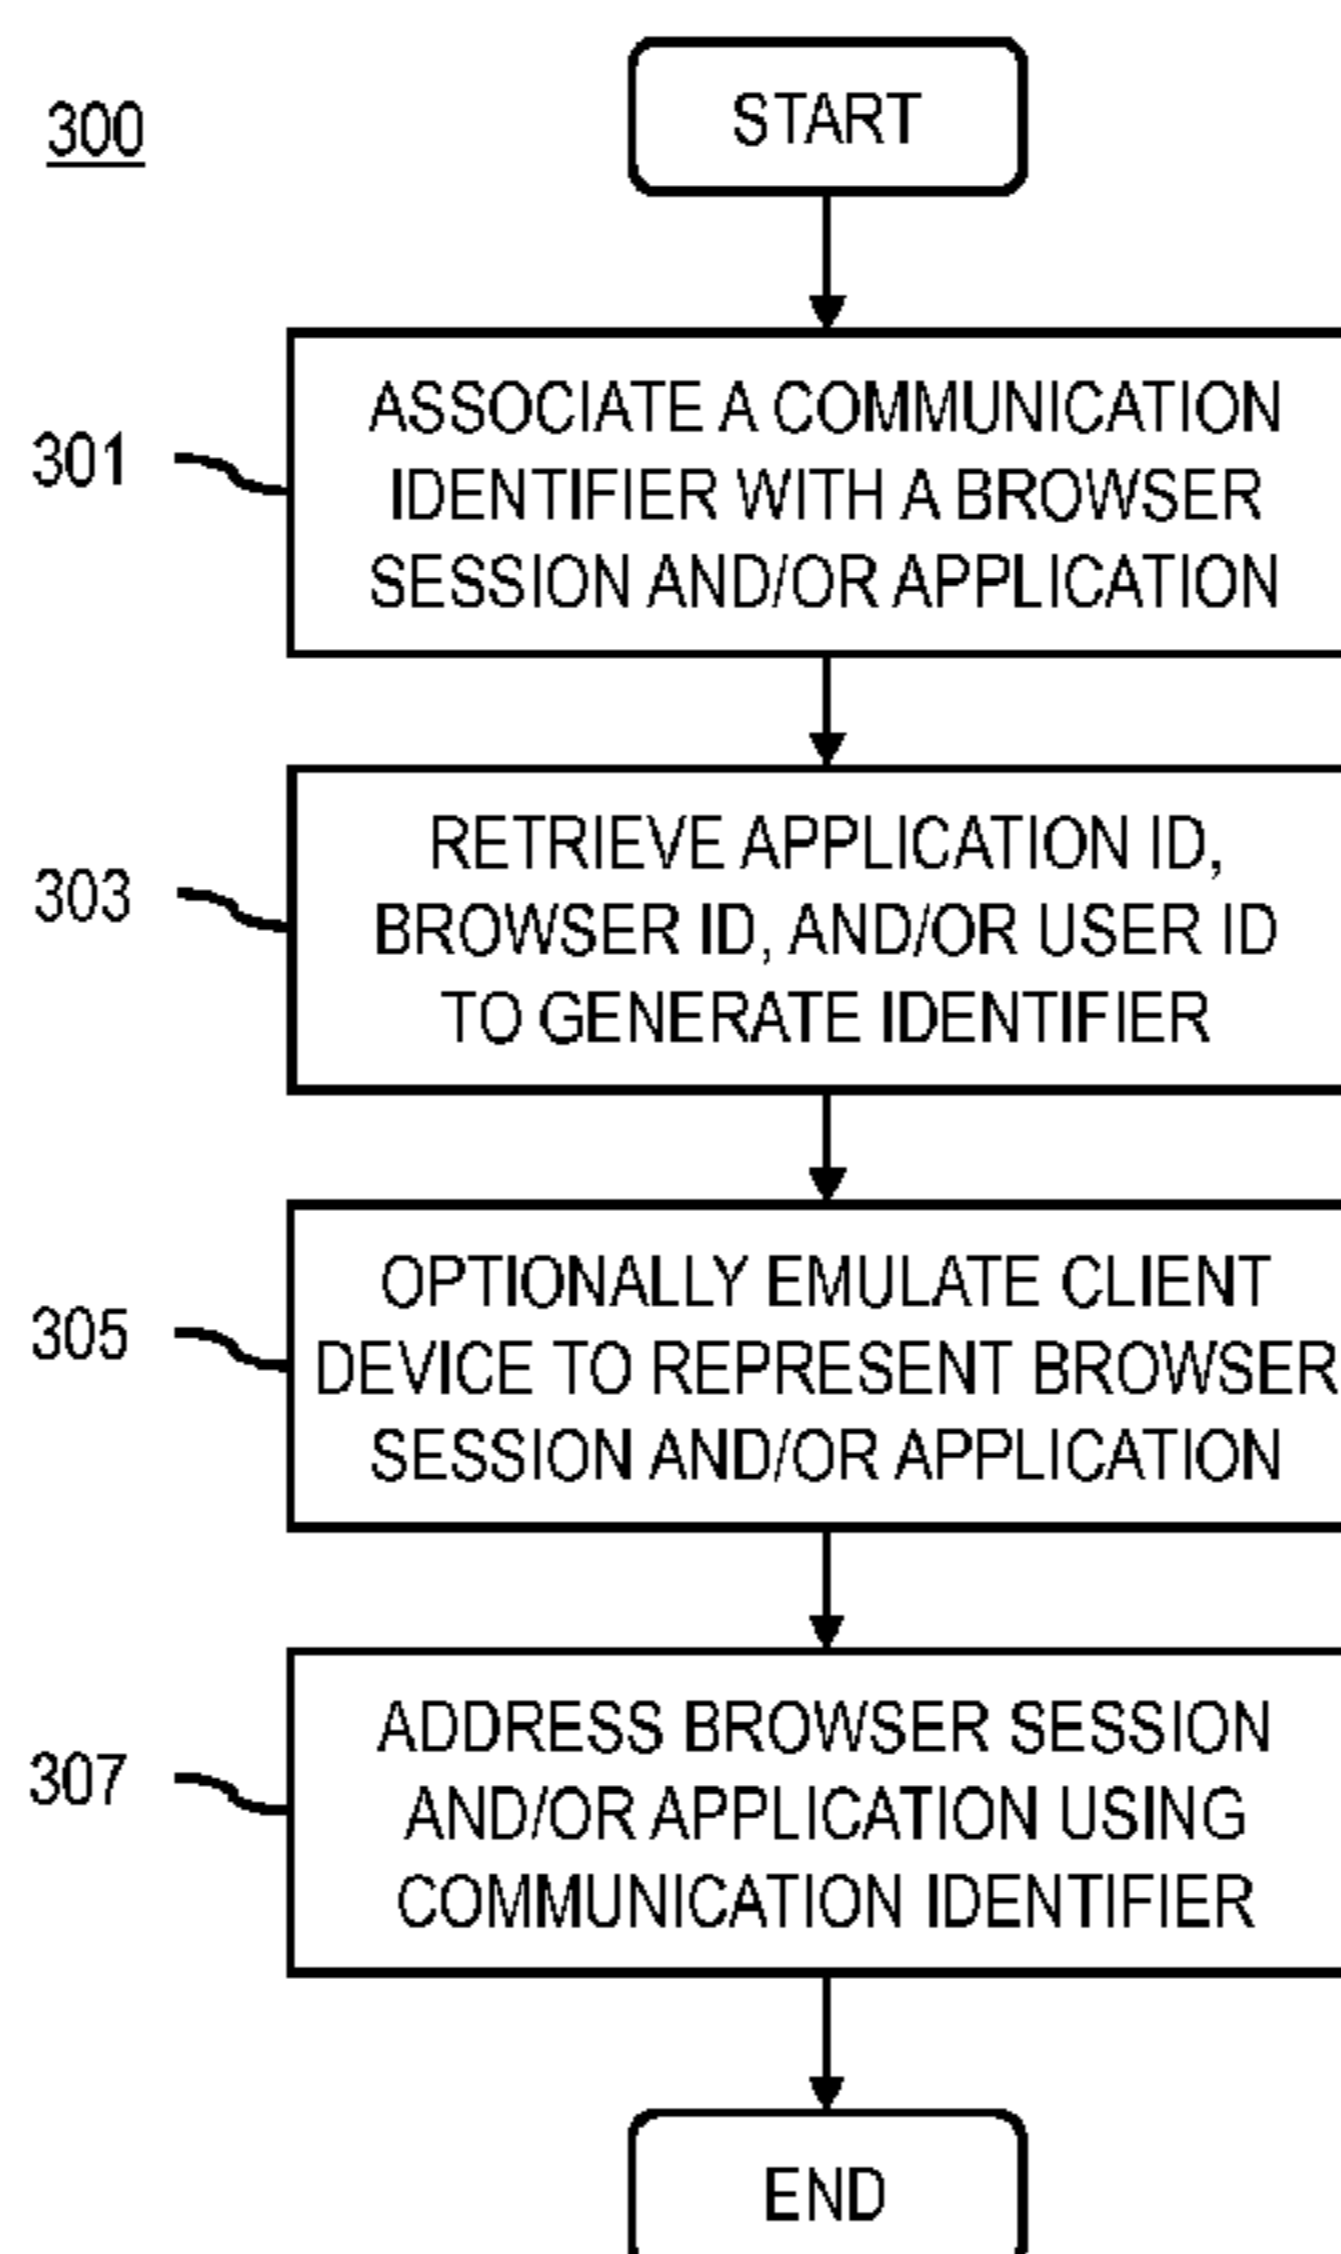 300
START
301
ASSOCIATE A COMMUNICATION
IDENTIFIER WITH A BROWSER
SESSION AND/OR APPLICATION
303
RETRIEVE APPLICATION ID,
BROWSER ID, AND/OR USER ID
TO GENERATE IDENTIFIER
305
OPTIONALLY EMULATE CLIENT
DEVICE TO REPRESENT BROWSER
SESSION AND/OR APPLICATION
307
ADDRESS BROWSER SESSION
AND/OR APPLICATION USING
COMMUNICATION IDENTIFIER
END